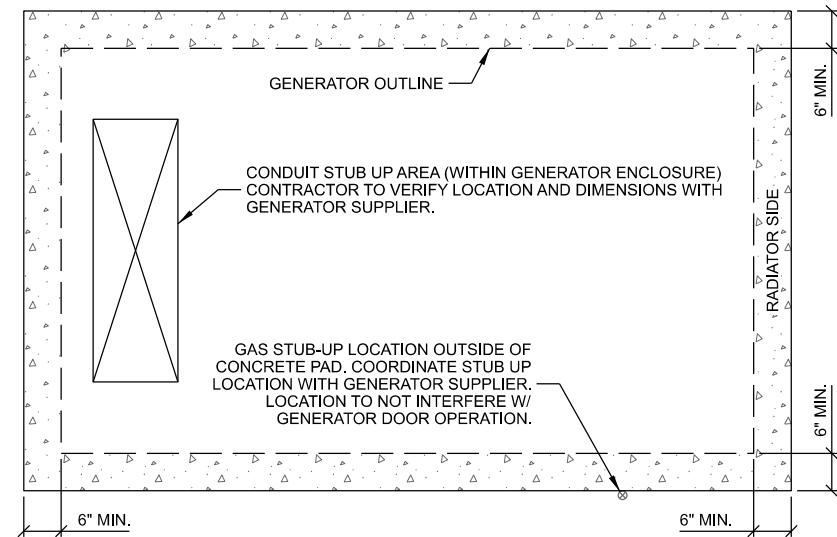 GENERATOR OUTLINE
6" MIN.
CONDUIT STUB UP AREA (WITHIN GENERATOR ENCLOSURE)
CONTRACTOR TO VERIFY LOCATION AND DIMENSIONS WITH
GENERATOR SUPPLIER.
RADIATOR SIDE
GAS STUB-UP LOCATION OUTSIDE OF
CONCRETE PAD. COORDINATE STUB UP
LOCATION WITH GENERATOR SUPPLIER.
LOCATION TO NOT INTERFERE W/
GENERATOR DOOR OPERATION.
6" MIN.
6" MIN.
6" MIN.